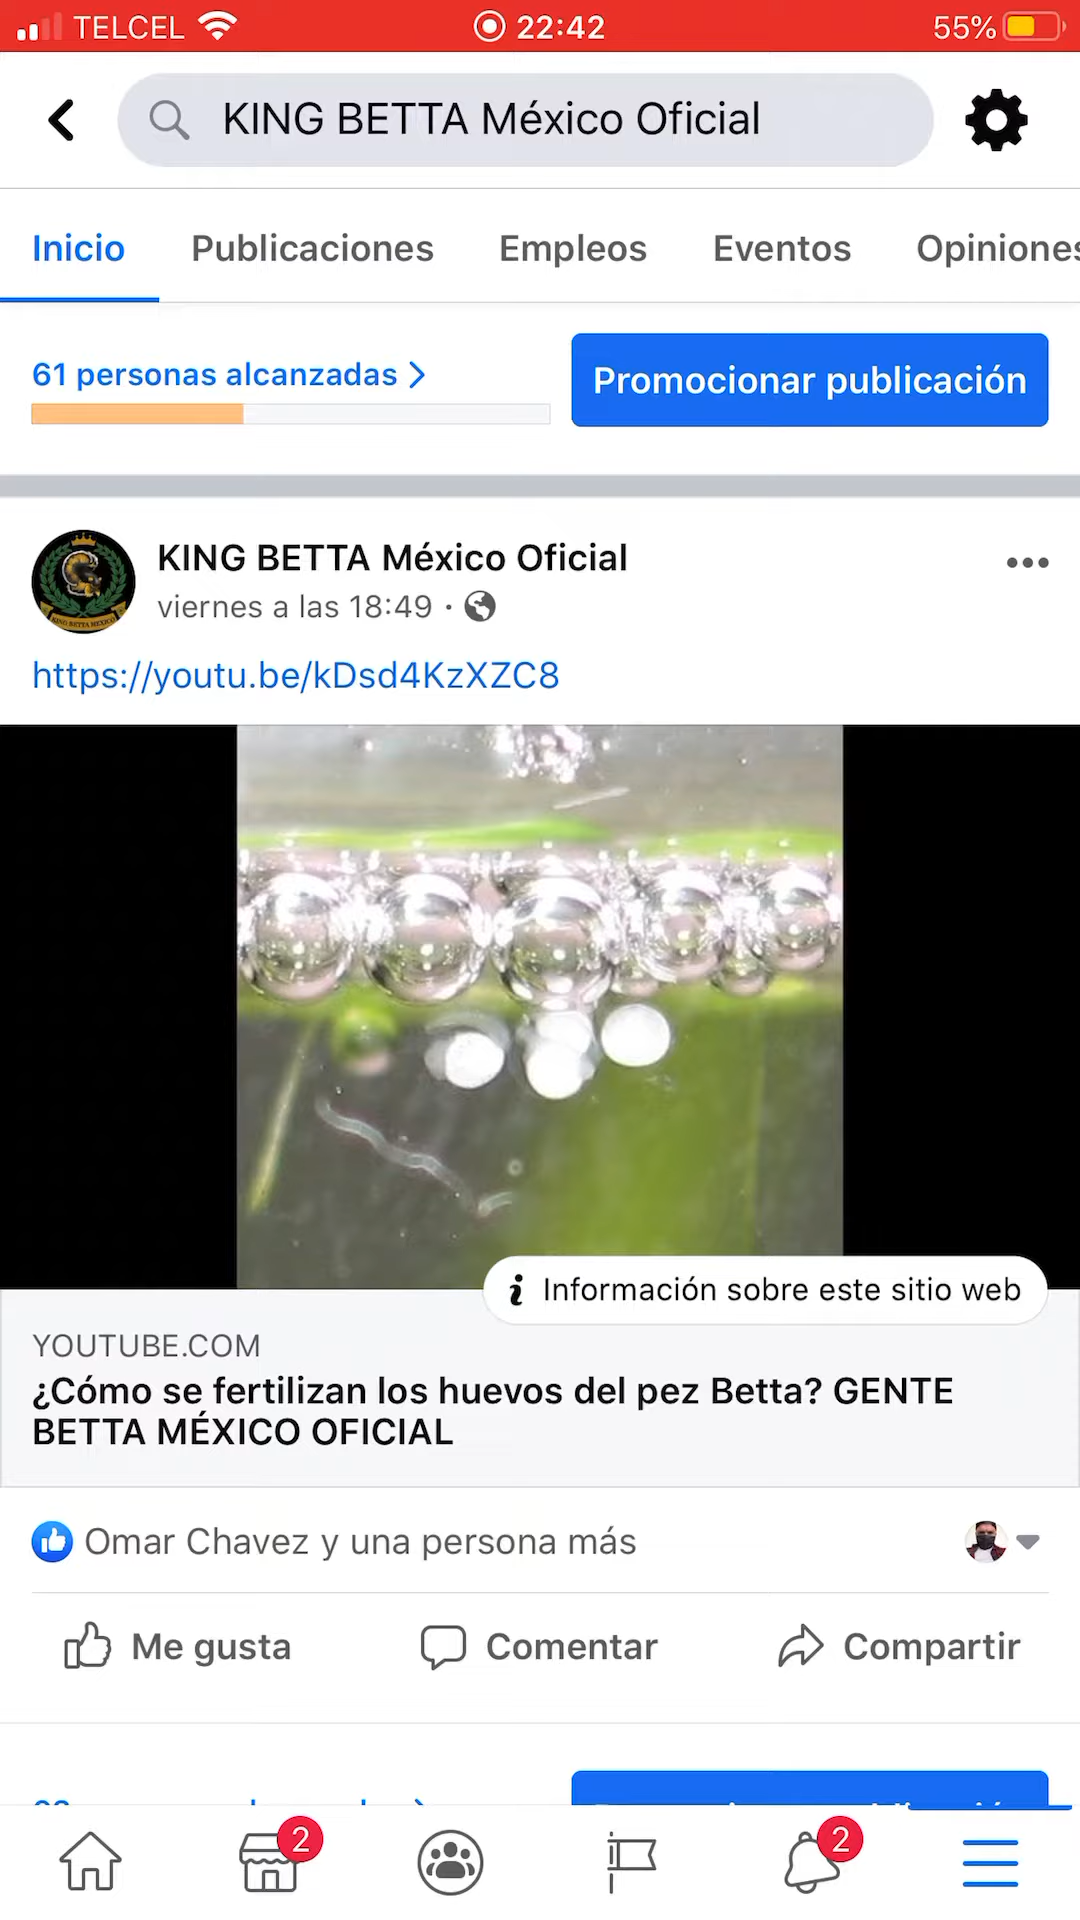 TELCEL 22:42 55%
KING BETTA México Oficial
Inicio Publicaciones Empleos Eventos Opiniones
61 personas alcanzadas
Promocionar publicación
KING BETTA México Oficial
viernes a las 18:49 ·
https://youtu.be/kDsd4KzXZC8
KING BETTA MEXICO
i Información sobre este sitio web
YOUTUBE.COM
¿Cómo se fertilizan los huevos del pez Betta? GENTE
BETTA MÉXICO OFICIAL
Omar Chavez y una persona más
Me gusta Comentar Compartir
2 2